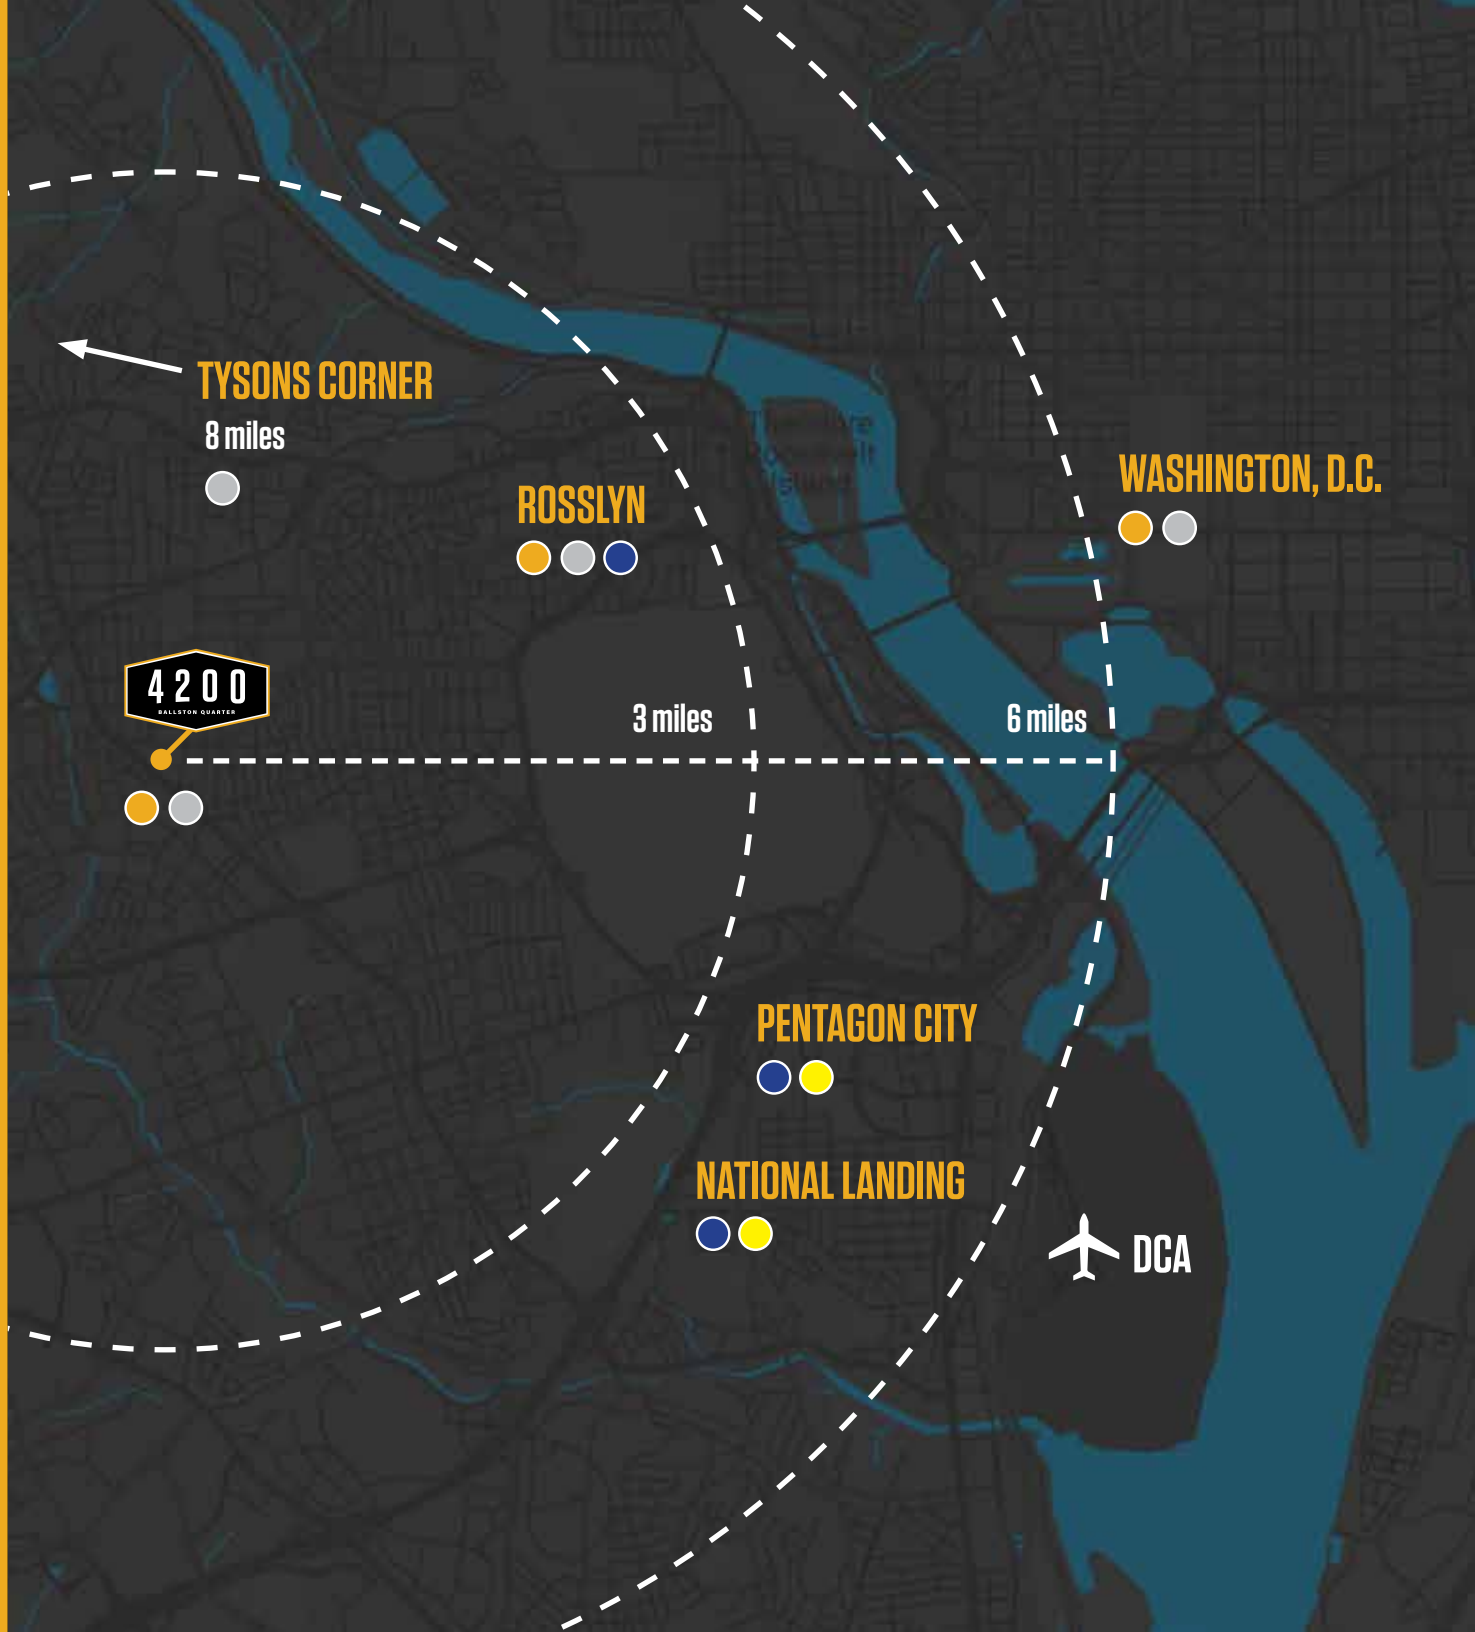 TYSONS CORNER
8 miles
ROSSLYN
WASHINGTON, D.C.
4200
BALLSTON QUARTER
3 miles
6 miles
PENTAGON CITY
NATIONAL LANDING
DCA